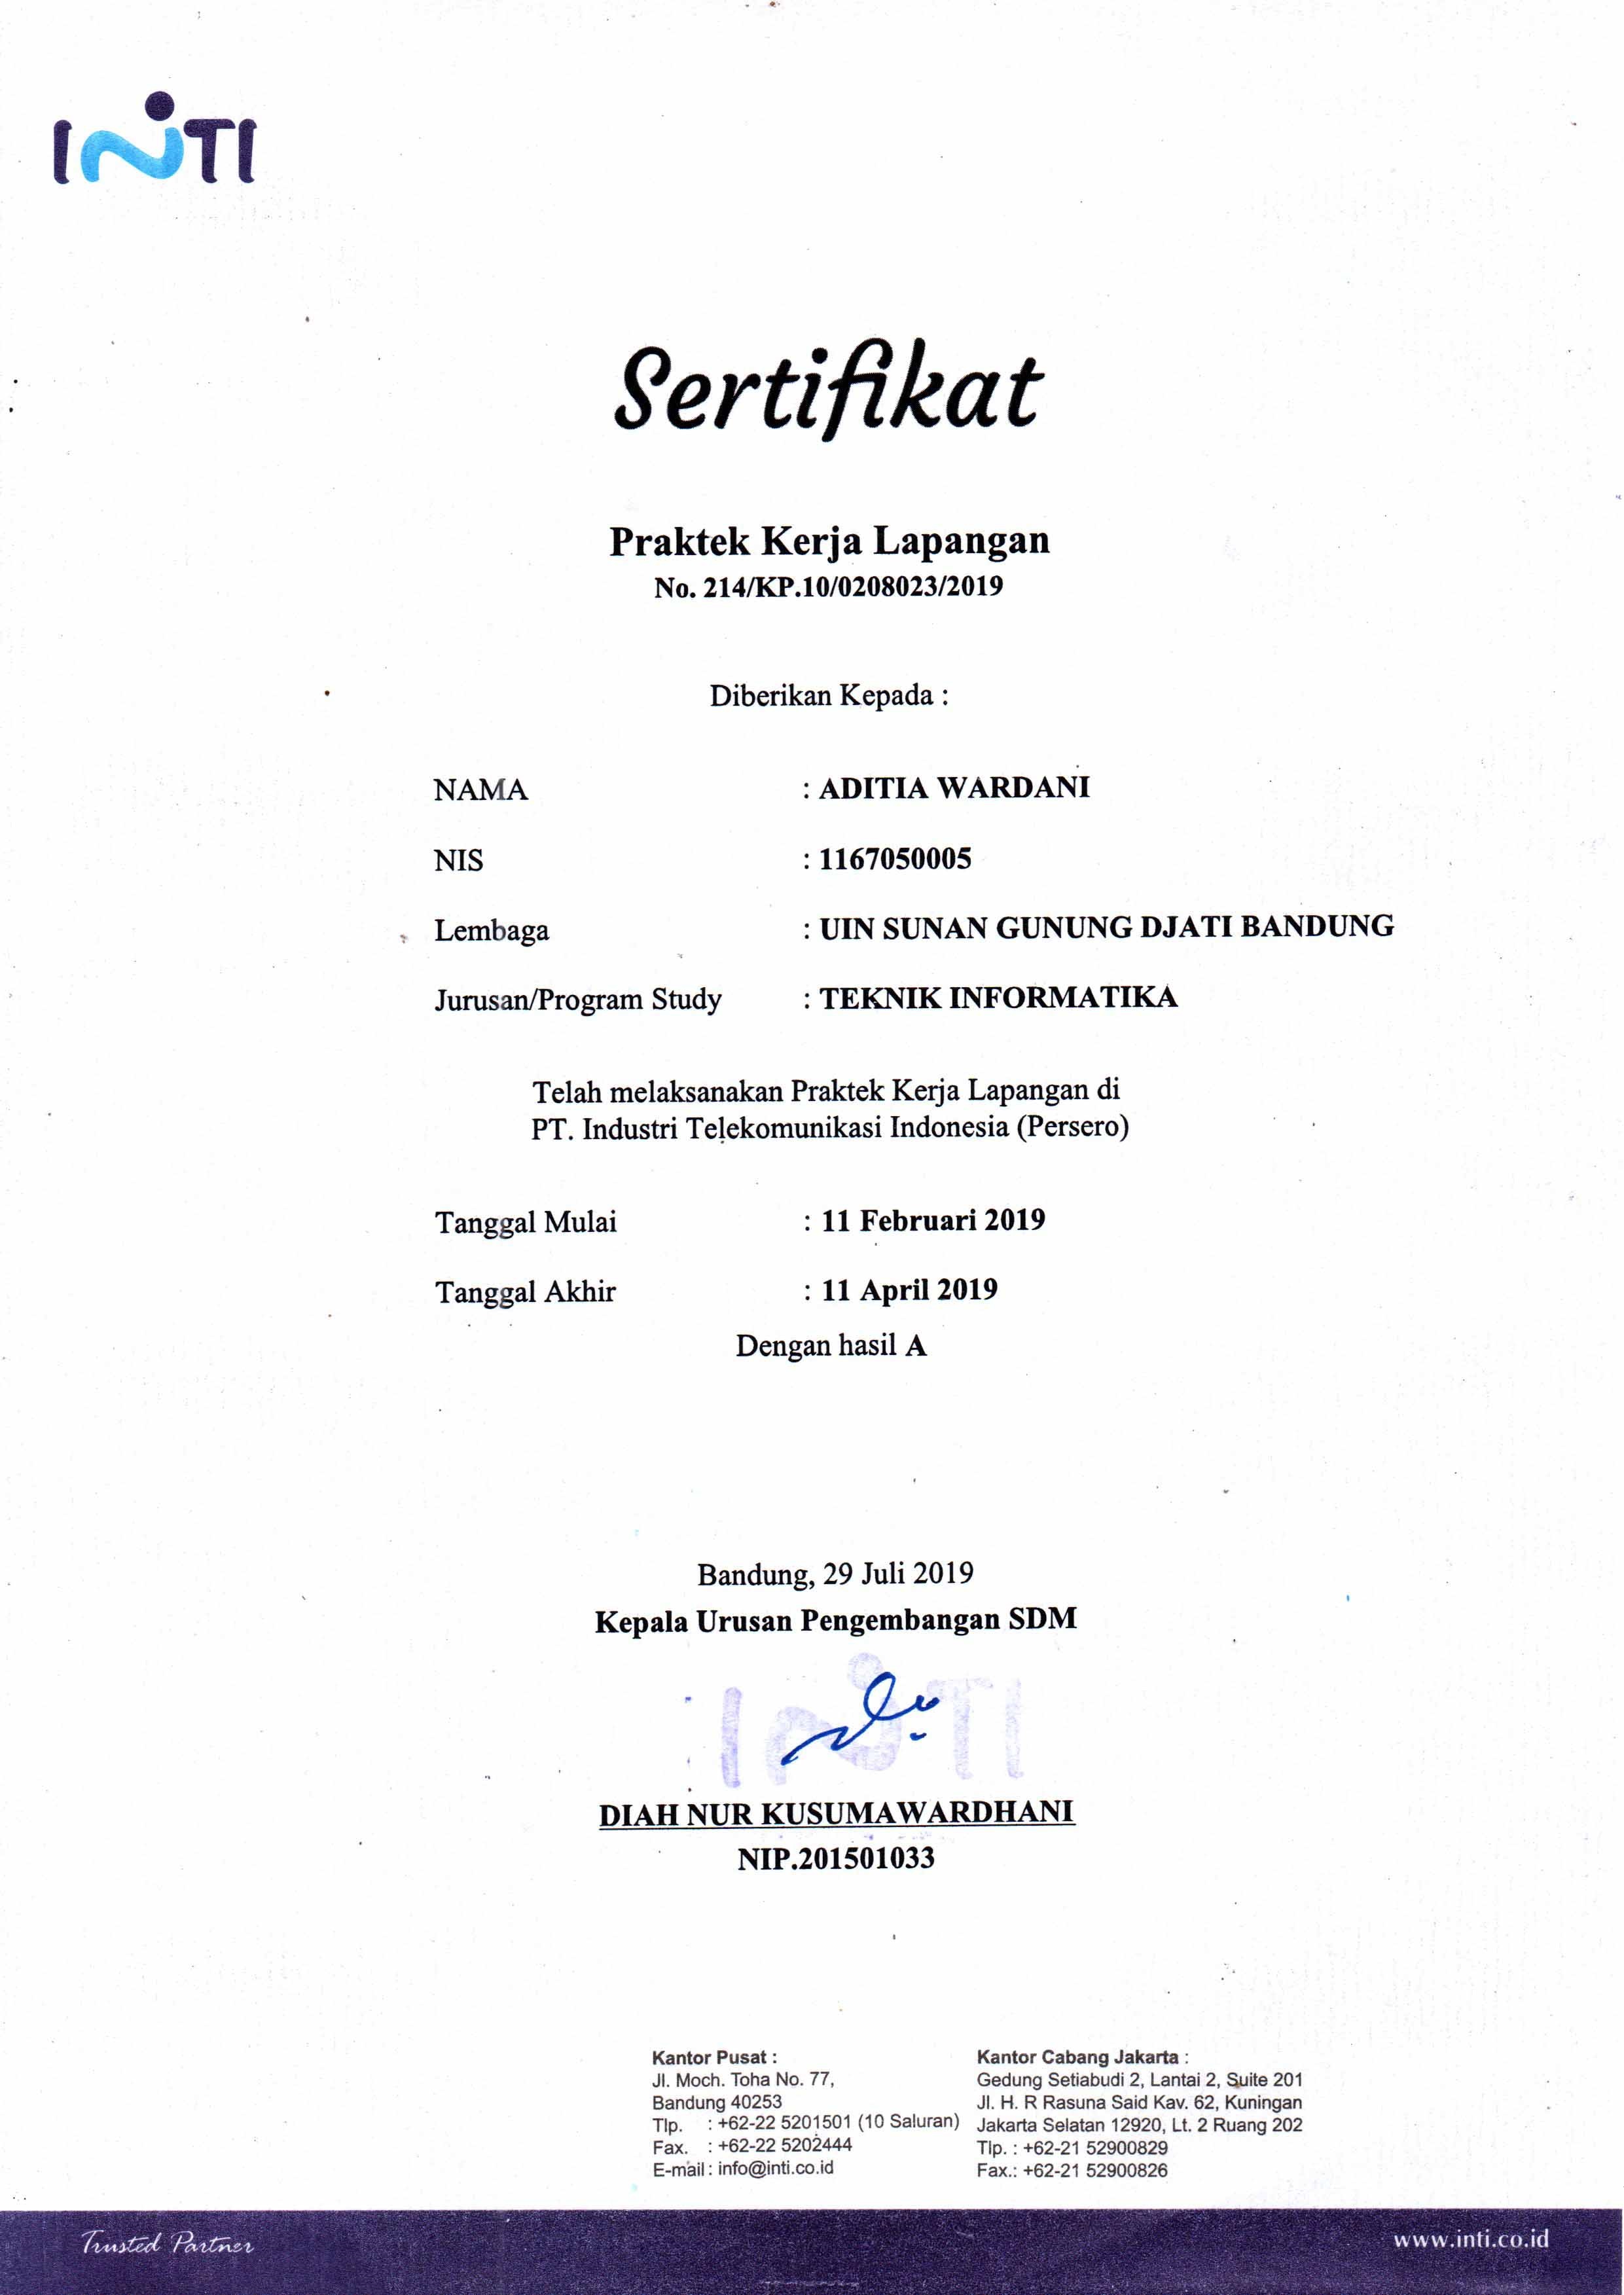 INTI
Sertifikat
Praktek Kerja Lapangan
No. 214/KP.10/0208023/2019
Diberikan Kepada :
NAMA : ADITIA WARDANI
NIS : 1167050005
Lembaga : UIN SUNAN GUNUNG DJATI BANDUNG
Jurusan/Program Study : TEKNIK INFORMATIKA
Telah melaksanakan Praktek Kerja Lapangan di
PT. Industri Telekomunikasi Indonesia (Persero)
Tanggal Mulai : 11 Februari 2019
Tanggal Akhir : 11 April 2019
Dengan hasil A
Bandung, 29 Juli 2019
Kepala Urusan Pengembangan SDM
INTI
DIAH NUR KUSUMAWARDHANI
NIP.201501033
Kantor Pusat :
Jl. Moch. Toha No. 77,
Bandung 40253
Tlp. : +62-22 5201501 (10 Saluran)
Fax. : +62-22 5202444
E-mail : info@inti.co.id
Kantor Cabang Jakarta :
Gedung Setiabudi 2, Lantai 2, Suite 201
Jl. H. R Rasuna Said Kav. 62, Kuningan
Jakarta Selatan 12920, Lt. 2 Ruang 202
Tlp. : +62-21 52900829
Fax.: +62-21 52900826
Trusted Partner
www.inti.co.id